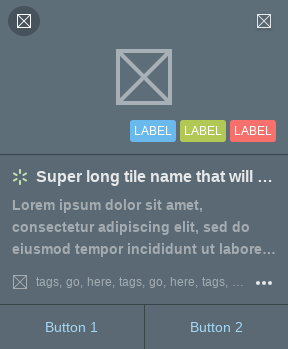 LABEL LABEL LABEL
Super long tile name that will ...
Lorem ipsum dolor sit amet,
consectetur adipiscing elit, sed do
eiusmod tempor incididunt ut labore...
tags, go, here, tags, go, here, tags, ...
Button 1 Button 2